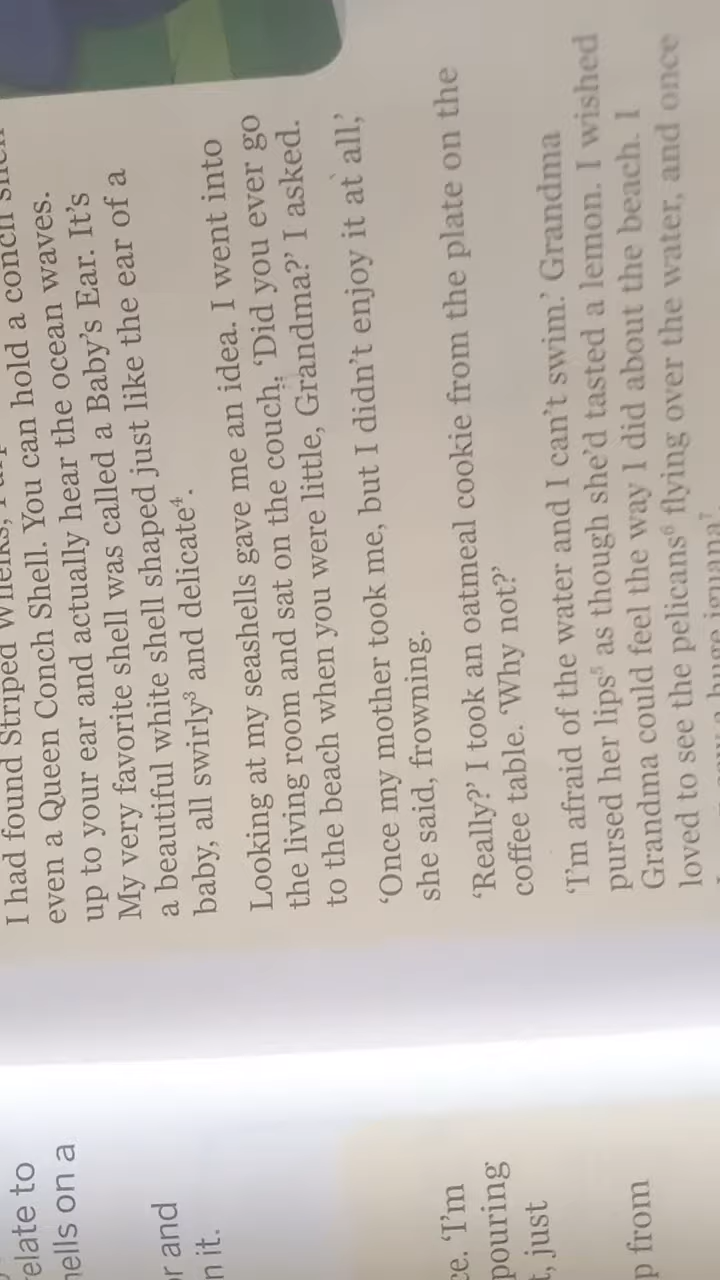 I had found Striped Whelks,
even a Queen Conch Shell. You can hold a conch shell
up to your ear and actually hear the ocean waves.
My very favorite shell was called a Baby's Ear. It's
a beautiful white shell shaped just like the ear of a
baby, all swirly³ and delicate⁴.
Looking at my seashells gave me an idea. I went into
the living room and sat on the couch, 'Did you ever go
to the beach when you were little, Grandma?' I asked.
'Once my mother took me, but I didn't enjoy it at all,'
she said, frowning.
'Really?' I took an oatmeal cookie from the plate on the
coffee table. 'Why not?'
'I'm afraid of the water and I can't swim.' Grandma
pursed her lips⁵ as though she'd tasted a lemon. I wished
Grandma could feel the way I did about the beach. I
loved to see the pelicans⁶ flying over the water, and once
a huge iguana⁷
elate to
hells on a
or and
n it.
ce. 'I'm
pouring
t, just
p from